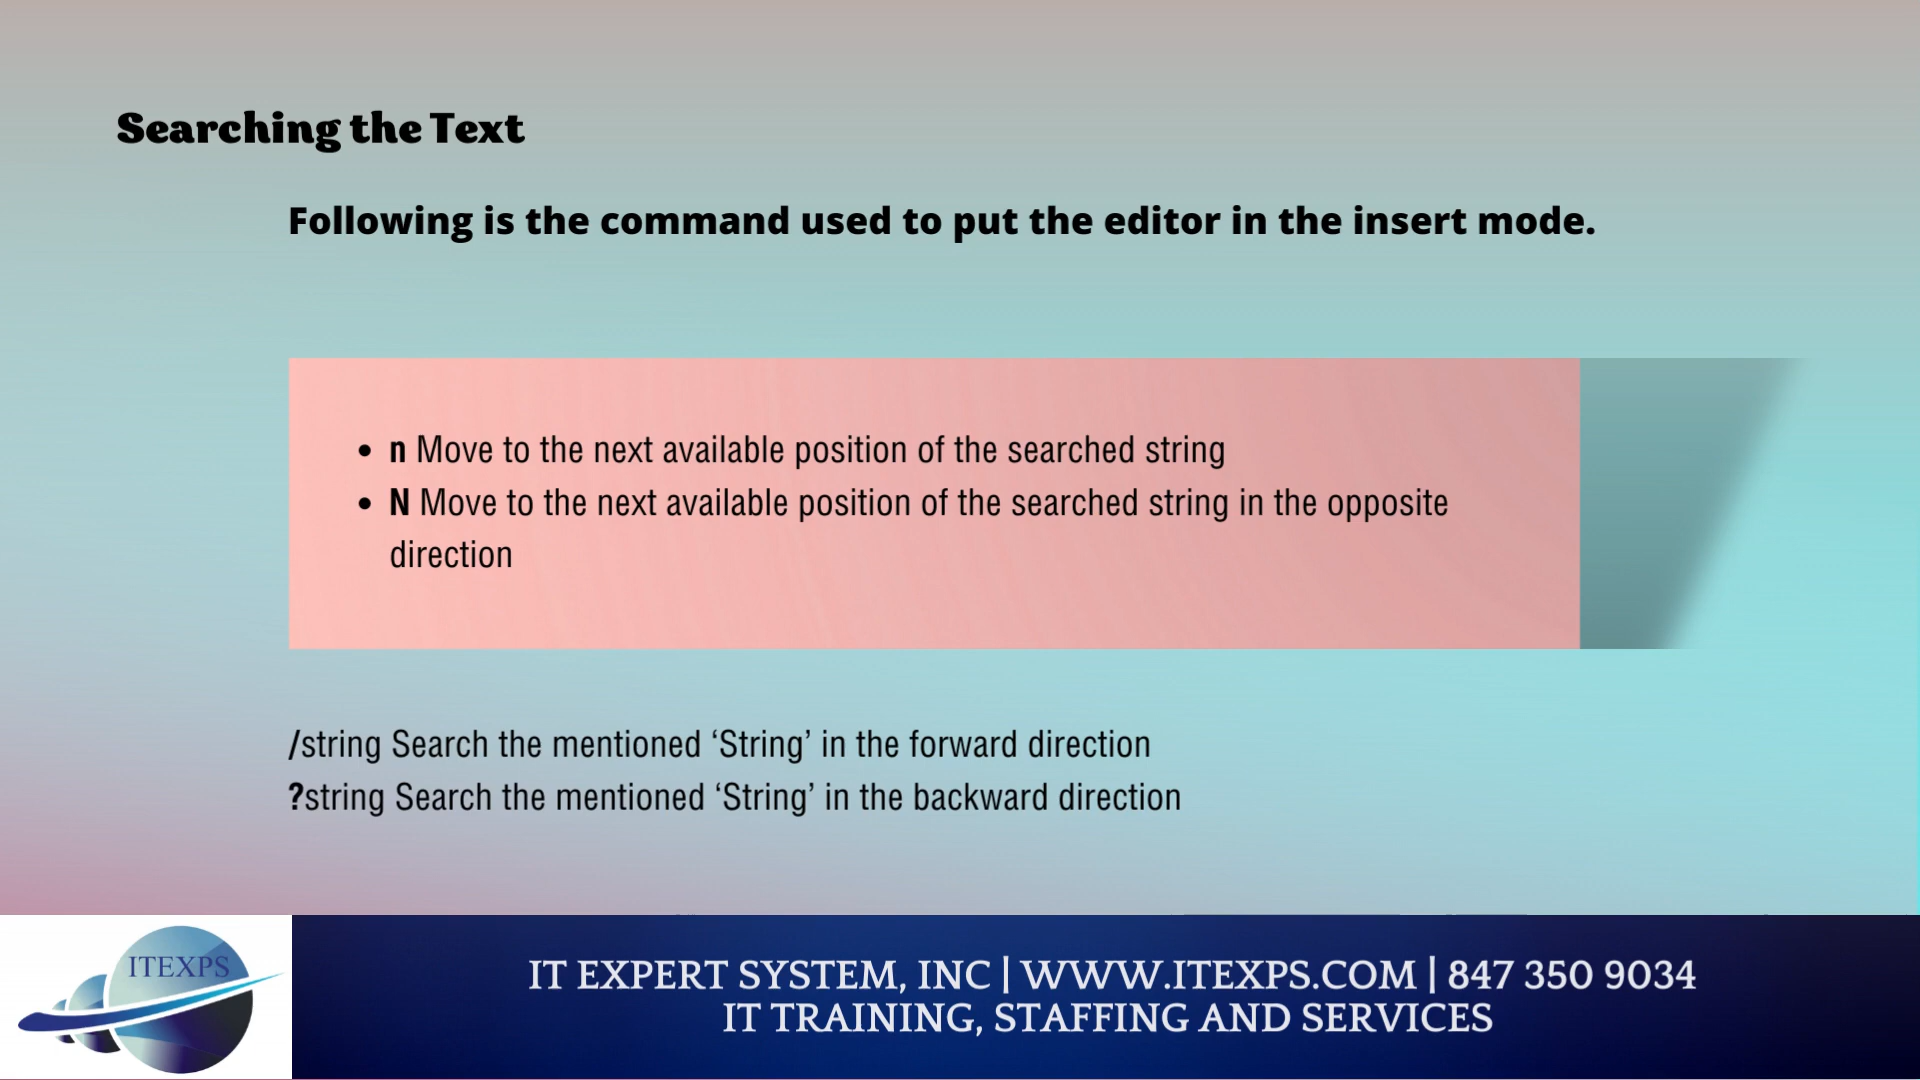 Searching the Text
Following is the command used to put the editor in the insert mode.
• n Move to the next available position of the searched string
• N Move to the next available position of the searched string in the opposite
direction
/string Search the mentioned ‘String’ in the forward direction
?string Search the mentioned ‘String’ in the backward direction
ITEXPS
IT EXPERT SYSTEM, INC | WWW.ITEXPS.COM | 847 350 9034
IT TRAINING, STAFFING AND SERVICES